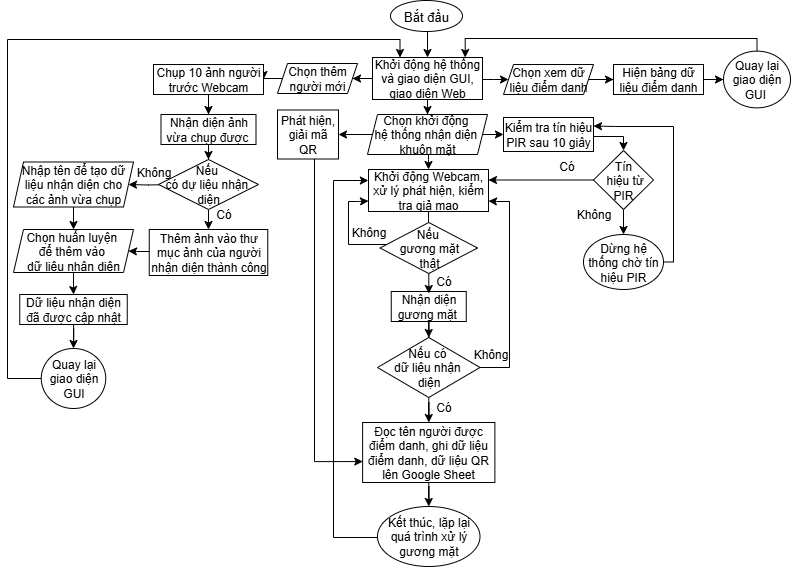 Bắt đầu
Chụp 10 ảnh người
trước Webcam
Chọn thêm
người mới
Khởi động hệ thống
và giao diện GUI,
giao diện Web
Chọn xem dữ
liệu điểm danh
Hiện bảng dữ
liệu điểm danh
Quay lại
giao diện
GUI
Nhận diện ảnh
vừa chụp được
Phát hiện,
giải mã
QR
Chọn khởi động
hệ thống nhận diện
khuôn mặt
Kiểm tra tín hiệu
PIR sau 10 giây
Nhập tên để tạo dữ
liệu nhận diện cho
các ảnh vừa chụp
Không
Nếu
có dự liệu nhận
diện
Có
Khởi động Webcam,
xử lý phát hiện, kiểm
tra giả mạo
Có
Tín
hiệu từ
PIR
Không
Chọn huấn luyện
để thêm vào
dữ liệu nhận diện
Thêm ảnh vào thư
mục ảnh của người
nhận diện thành công
Không
Nếu
gương mặt
thật
Có
Dừng hệ
thống chờ tín
hiệu PIR
Dữ liệu nhận diện
đã được cập nhật
Nhận diện
gương mặt
Quay lại
giao diện
GUI
Nếu có
dữ liệu nhận
diện
Không
Có
Đọc tên người được
điểm danh, ghi dữ liệu
điểm danh, dữ liệu QR
lên Google Sheet
Kết thúc, lặp lại
quá trình xử lý
gương mặt